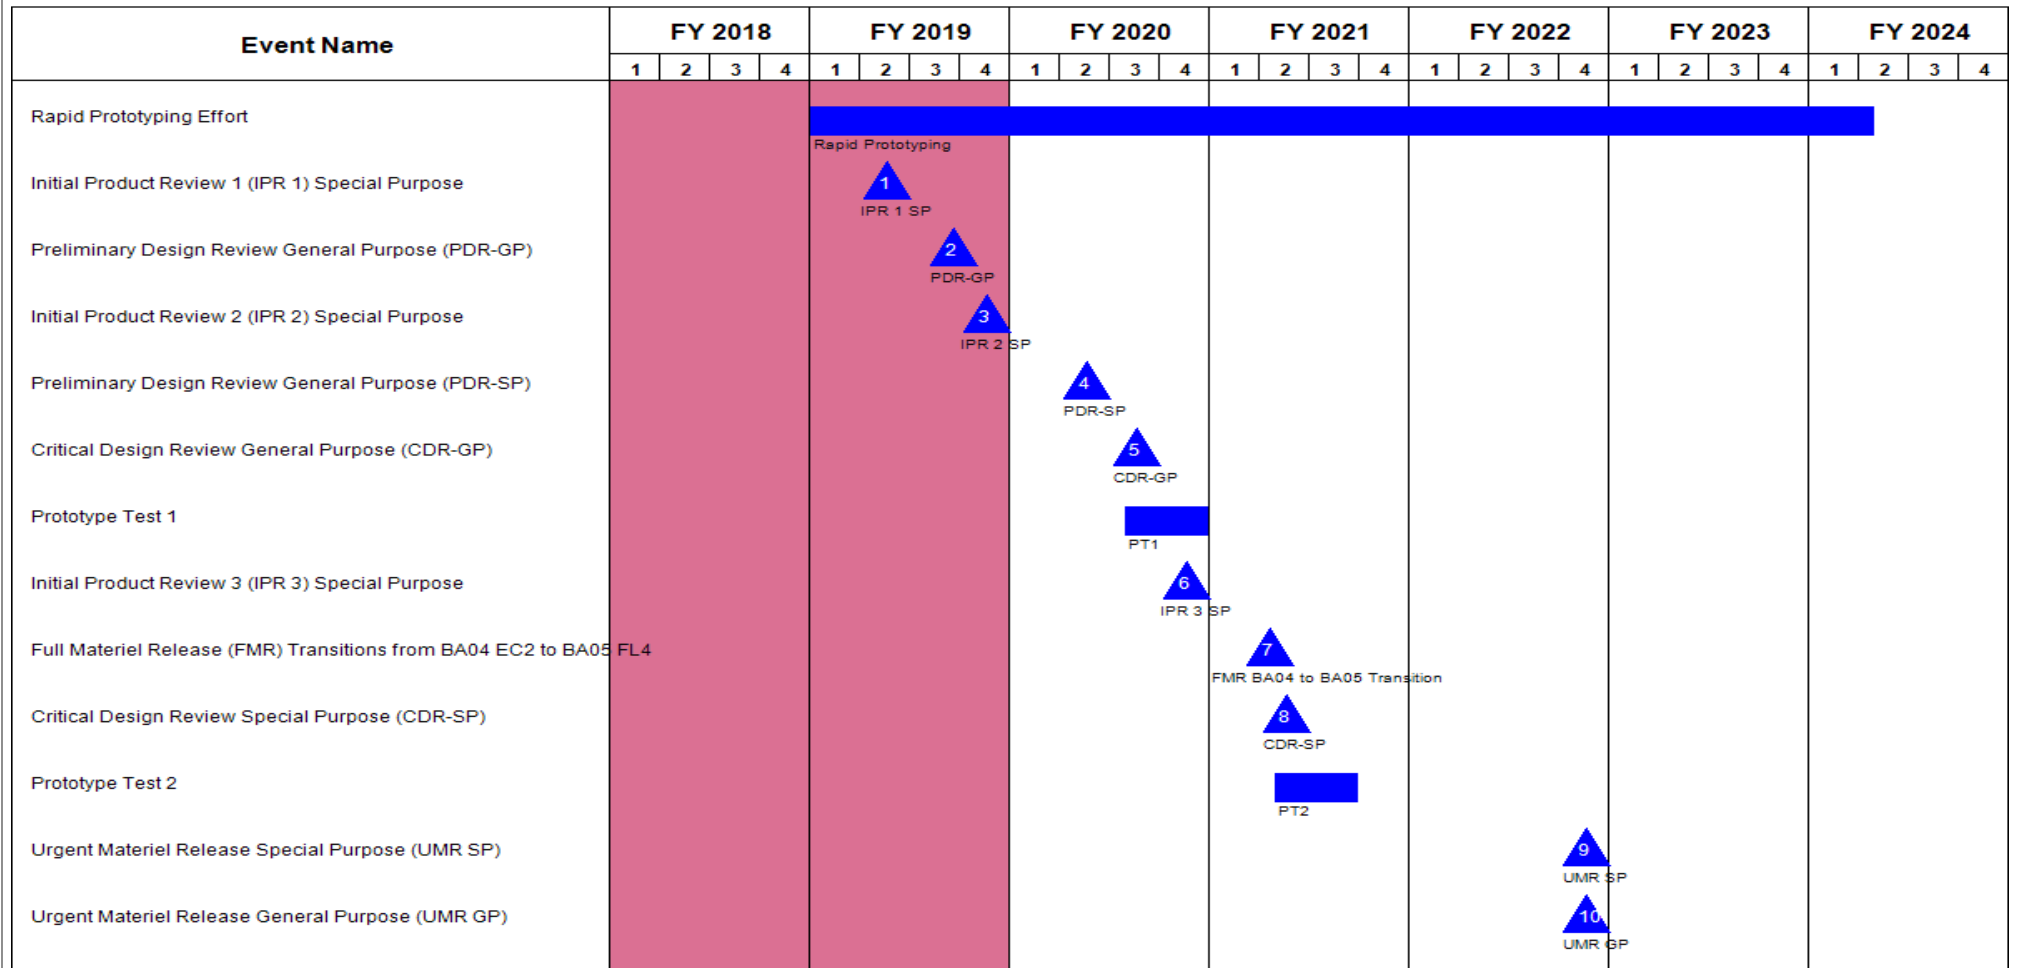 Event Name FY 2018 FY 2019 FY 2020 FY 2021 FY 2022 FY 2023 FY 2024
1 2 3 4 1 2 3 4 1 2 3 4 1 2 3 4 1 2 3 4 1 2 3 4 1 2 3 4
Rapid Prototyping Effort
Rapid Prototyping
Initial Product Review 1 (IPR 1) Special Purpose 1
IPR 1 SP
Preliminary Design Review General Purpose (PDR-GP) 2
PDR-GP
Initial Product Review 2 (IPR 2) Special Purpose 3
IPR 2 SP
Preliminary Design Review General Purpose (PDR-SP) 4
PDR-SP
Critical Design Review General Purpose (CDR-GP) 5
CDR-GP
Prototype Test 1
PT1
Initial Product Review 3 (IPR 3) Special Purpose 6
IPR 3 SP
Full Materiel Release (FMR) Transitions from BA04 EC2 to BA05 FL4 7
FMR BA04 to BA05 Transition
Critical Design Review Special Purpose (CDR-SP) 8
CDR-SP
Prototype Test 2
PT2
Urgent Materiel Release Special Purpose (UMR SP) 9
UMR SP
Urgent Materiel Release General Purpose (UMR GP) 10
UMR GP